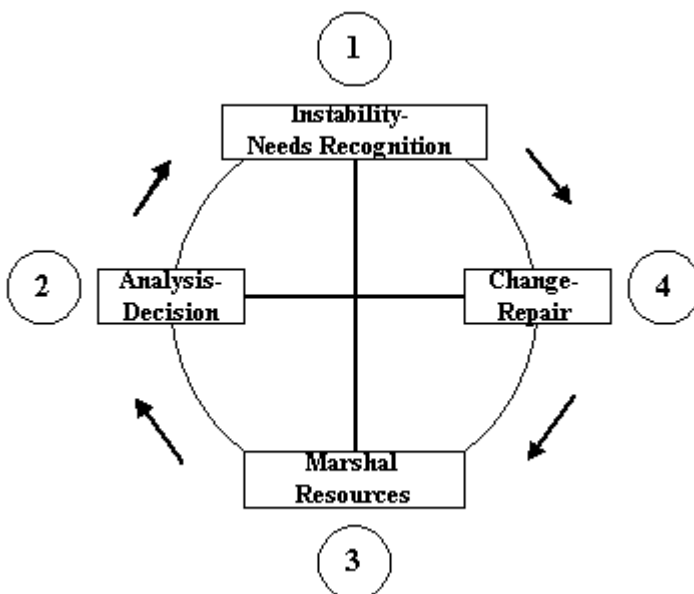 1
Instability-
Needs Recognition
2
Analysis-
Decision
Change-
Repair
4
Marshal
Resources
3